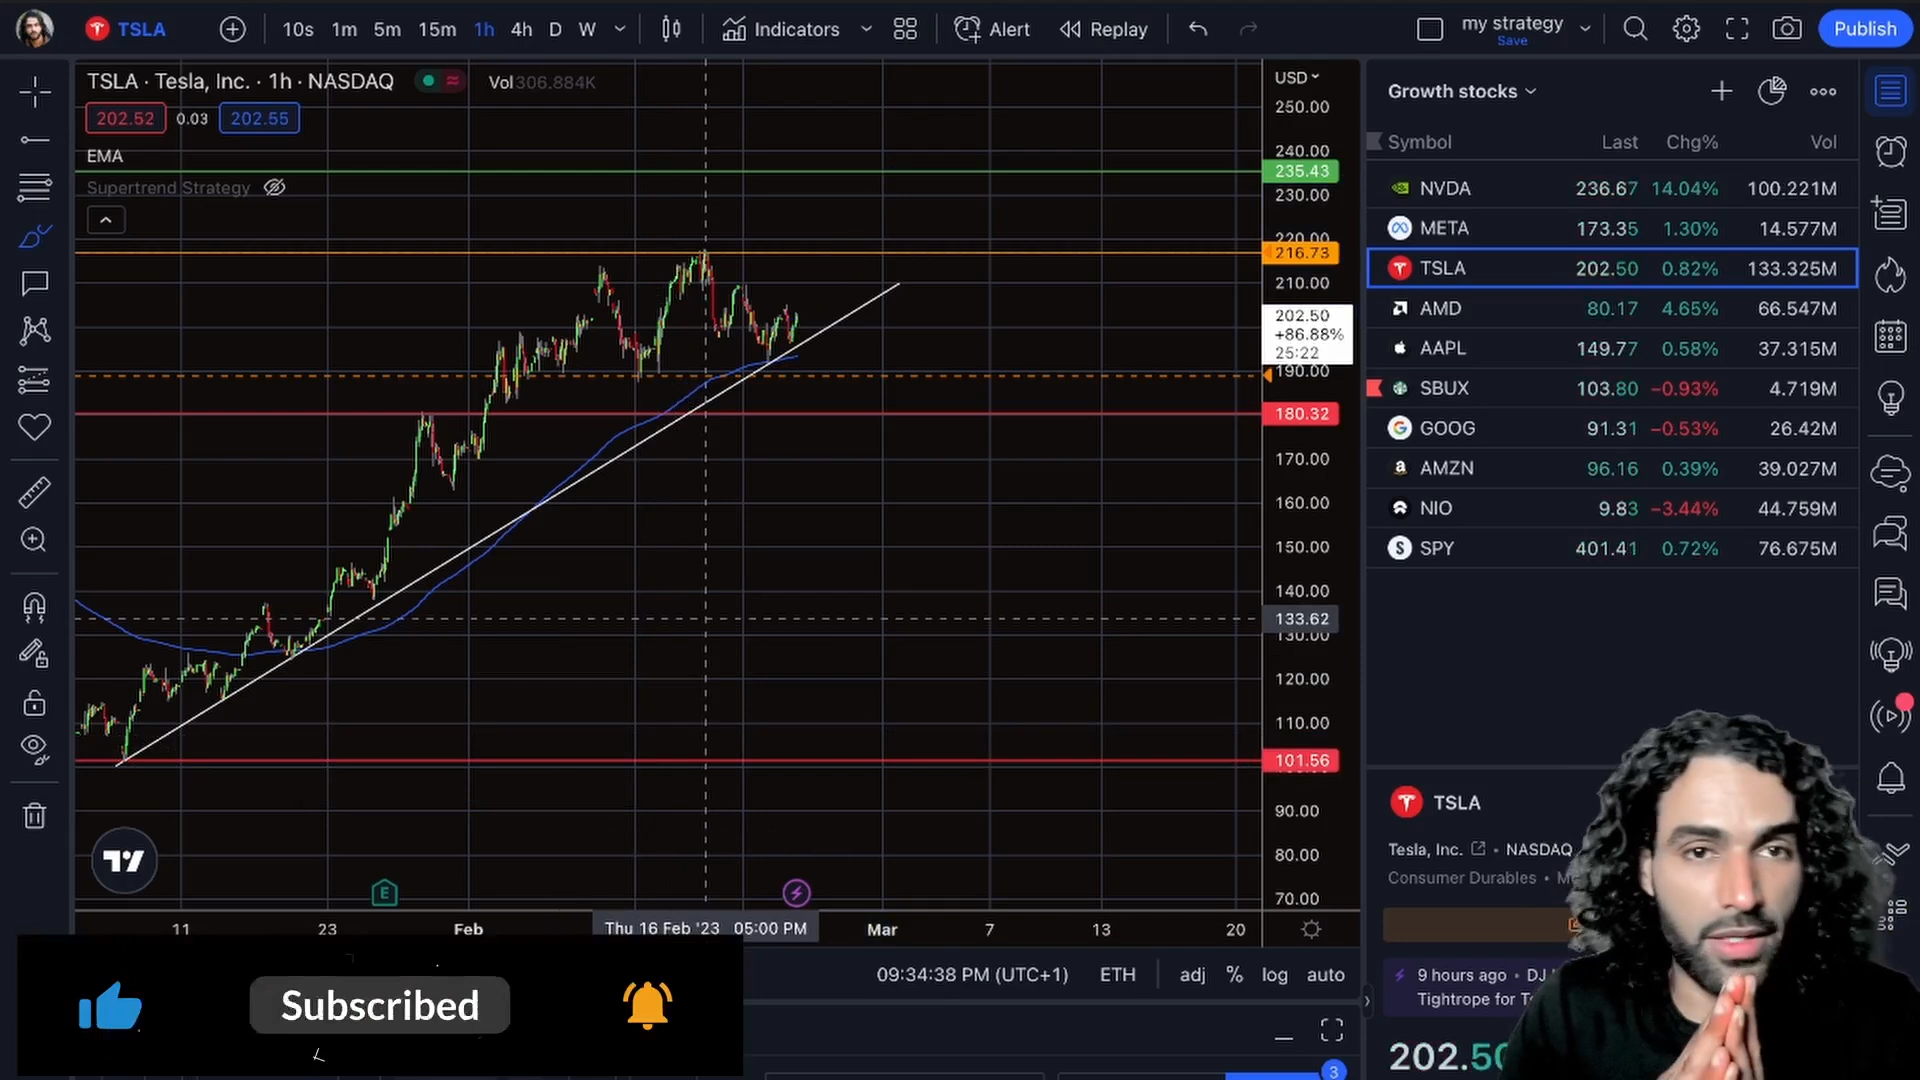 TSLA
10s 1m 5m 15m 1h 4h D W
Indicators
Alert
Replay
my strategy
Save
Publish
TSLA · Tesla, Inc. · 1h · NASDAQ
Vol 306.884K
202.52 0.03 202.55
EMA
Supertrend Strategy
USD
250.00
240.00
235.43
230.00
220.00
216.73
210.00
202.50
+86.88%
25:22
190.00
180.32
170.00
160.00
150.00
140.00
133.62
130.00
120.00
110.00
101.56
90.00
80.00
70.00
E
11 23 Feb Thu 16 Feb '23 05:00 PM Mar 7 13 20
09:34:38 PM (UTC+1) ETH adj % log auto
Subscribed
3
Growth stocks
Symbol Last Chg% Vol
NVDA 236.67 14.04% 100.221M
META 173.35 1.30% 14.577M
TSLA 202.50 0.82% 133.325M
AMD 80.17 4.65% 66.547M
AAPL 149.77 0.58% 37.315M
SBUX 103.80 −0.93% 4.719M
GOOG 91.31 −0.53% 26.42M
AMZN 96.16 0.39% 39.027M
NIO 9.83 −3.44% 44.759M
SPY 401.41 0.72% 76.675M
TSLA
Tesla, Inc. • NASDAQ
Consumer Durables •
9 hours ago • DJ
Tightrope for
202.50